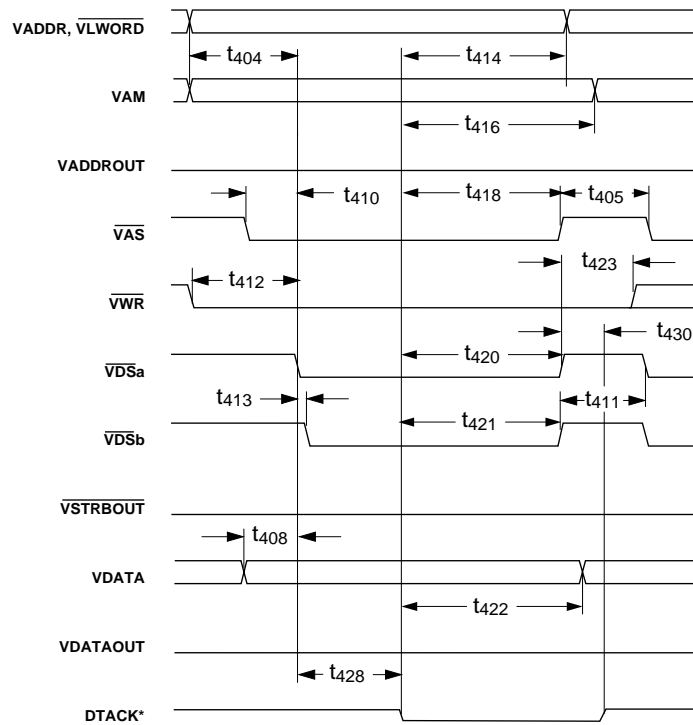 VADDR, VLWORD
t404
t414
VAM
t416
VADDROUT
t410
t418
t405
VAS
t423
t412
VWR
t430
t420
VDSa
t413
t411
t421
VDSb
VSTRBOUT
t408
VDATA
t422
VDATAOUT
t428
DTACK*